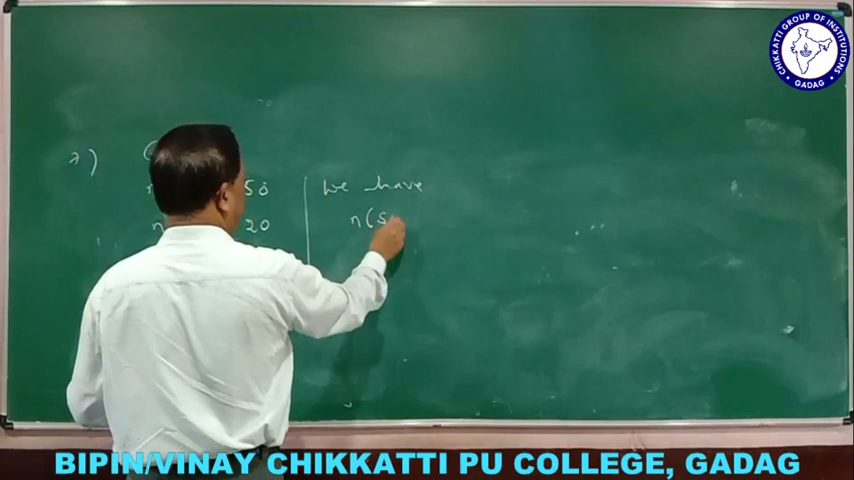 CHIKKATTI GROUP OF INSTITUTIONS
GADAG
7)
50
we have
n 20
n(S
BIPIN/VINAY CHIKKATTI PU COLLEGE, GADAG